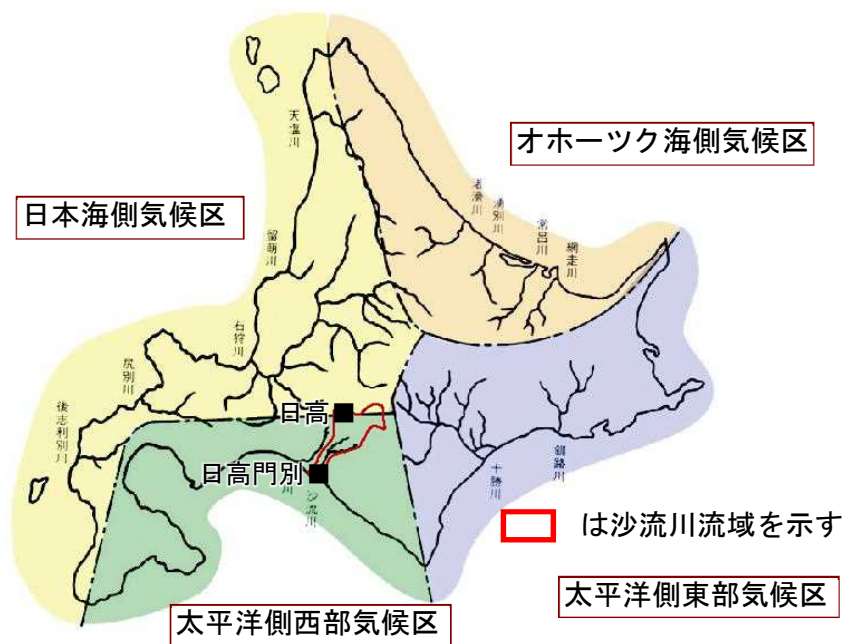 オホーツク海側気候区
日本海側気候区
天塩川
渚滑川
湧別川
常呂川
網走川
留萌川
石狩川
尻別川
後志利別川
日高
日高門別
川
沙流川
十勝川
釧路川
は沙流川流域を示す
太平洋側東部気候区
太平洋側西部気候区